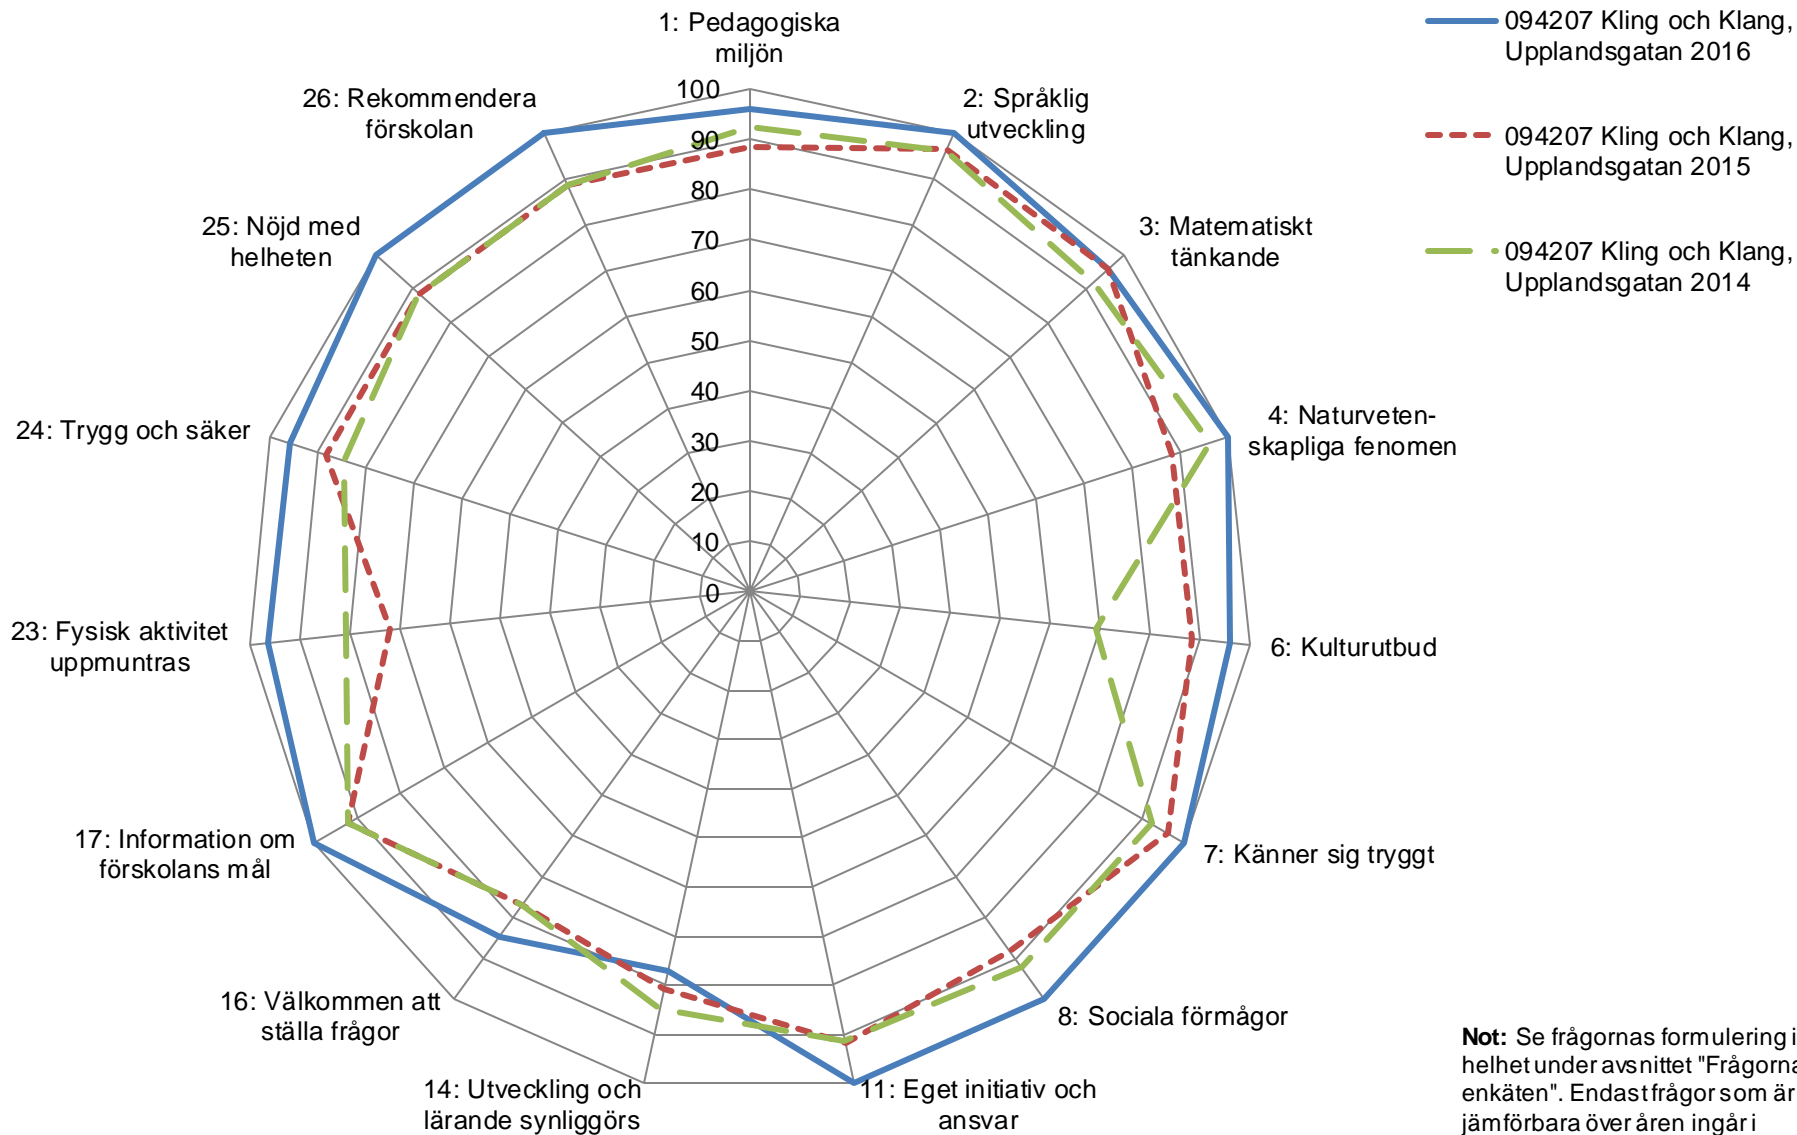 1: Pedagogiska
miljön
2: Språklig
utveckling
3: Matematiskt
tänkande
4: Naturveten-
skapliga fenomen
6: Kulturutbud
7: Känner sig tryggt
8: Sociala förmågor
11: Eget initiativ och
ansvar
14: Utveckling och
lärande synliggörs
16: Välkommen att
ställa frågor
17: Information om
förskolans mål
23: Fysisk aktivitet
uppmuntras
24: Trygg och säker
25: Nöjd med
helheten
26: Rekommendera
förskolan
100
90
80
70
60
50
40
30
20
10
0
094207 Kling och Klang,
Upplandsgatan 2016
094207 Kling och Klang,
Upplandsgatan 2015
094207 Kling och Klang,
Upplandsgatan 2014
Not: Se frågornas formulering i
helhet under avsnittet "Frågorna
enkäten". Endast frågor som är
jämförbara över åren ingår i